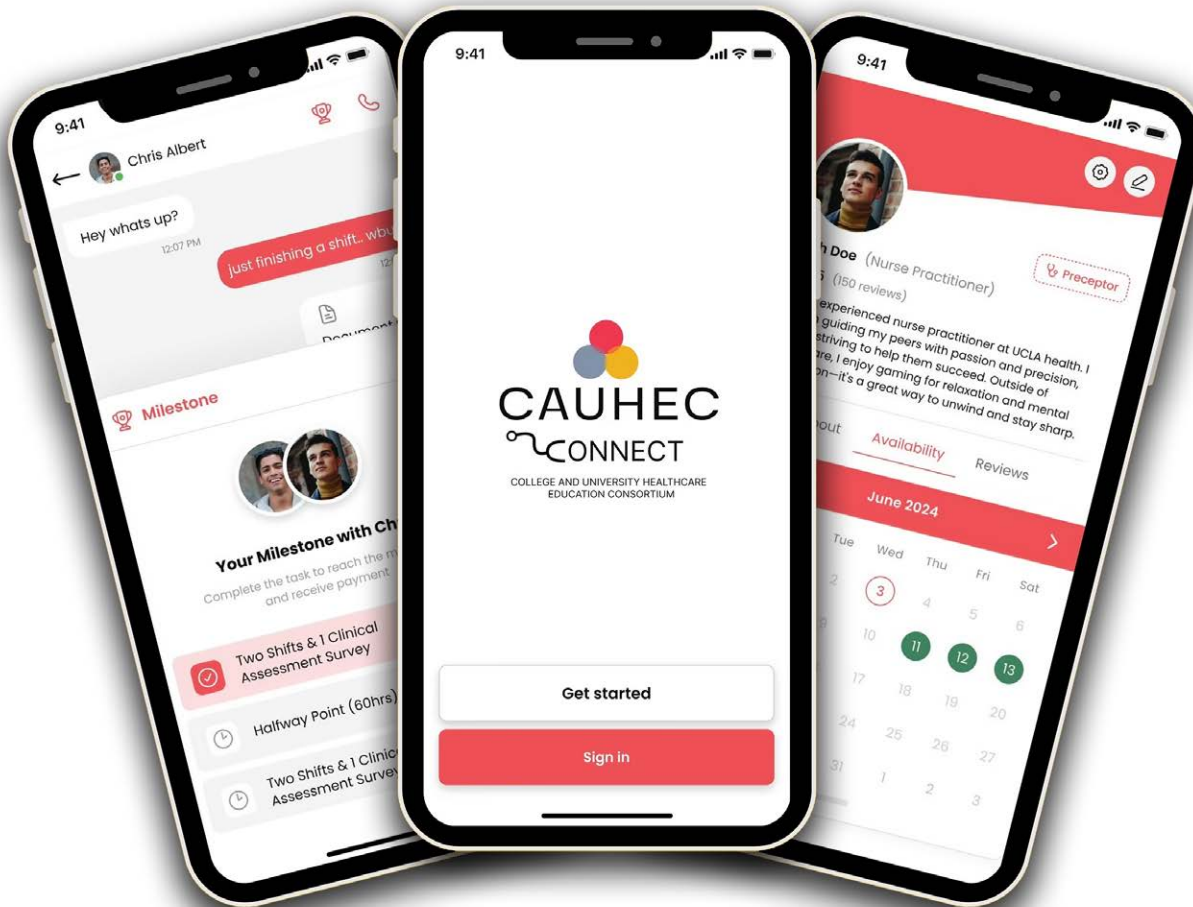 9:41
Chris Albert
Hey whats up?
12:07 PM
just finishing a shift.. wbu
Document
Milestone
Your Milestone with Ch
Complete the task to reach the m
and receive payment
Two Shifts & 1 Clinical
Assessment Survey
Halfway Point (60hrs)
Two Shifts & 1 Clinic
Assessment Survey
9:41
CAUHEC
CONNECT
COLLEGE AND UNIVERSITY HEALTHCARE
EDUCATION CONSORTIUM
Get started
Sign in
9:41
h Doe (Nurse Practitioner)
Preceptor
5 (150 reviews)
experienced nurse practitioner at UCLA health. I
guiding my peers with passion and precision,
striving to help them succeed. Outside of
are, I enjoy gaming for relaxation and mental
on—it's a great way to unwind and stay sharp.
out Availability Reviews
June 2024
Tue Wed Thu Fri Sat
2 3 4 5 6
9 10 11 12 13
17 18 19 20
24 25 26 27
31 1 2 3